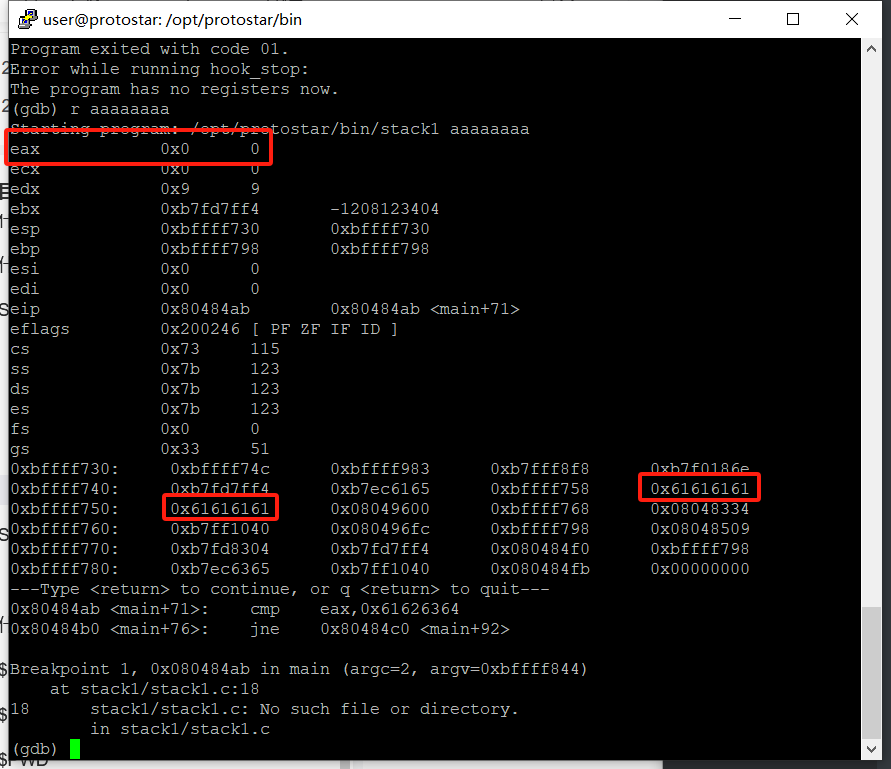 user@protostar: /opt/protostar/bin
Program exited with code 01.
Error while running hook_stop:
The program has no registers now.
(gdb) r aaaaaaaa
Starting program: /opt/protostar/bin/stack1 aaaaaaaa
eax 0x0 0
ecx 0x0 0
edx 0x9 9
ebx 0xb7fd7ff4 -1208123404
esp 0xbffff730 0xbffff730
ebp 0xbffff798 0xbffff798
esi 0x0 0
edi 0x0 0
eip 0x80484ab 0x80484ab <main+71>
eflags 0x200246 [ PF ZF IF ID ]
cs 0x73 115
ss 0x7b 123
ds 0x7b 123
es 0x7b 123
fs 0x0 0
gs 0x33 51
0xbffff730: 0xbffff74c 0xbffff983 0xb7fff8f8 0xb7f0186e
0xbffff740: 0xb7fd7ff4 0xb7ec6165 0xbffff758 0x61616161
0xbffff750: 0x61616161 0x08049600 0xbffff768 0x08048334
0xbffff760: 0xb7ff1040 0x080496fc 0xbffff798 0x08048509
0xbffff770: 0xb7fd8304 0xb7fd7ff4 0x080484f0 0xbffff798
0xbffff780: 0xb7ec6365 0xb7ff1040 0x080484fb 0x00000000
---Type <return> to continue, or q <return> to quit---
0x80484ab <main+71>: cmp eax,0x61626364
0x80484b0 <main+76>: jne 0x80484c0 <main+92>
Breakpoint 1, 0x080484ab in main (argc=2, argv=0xbffff844)
at stack1/stack1.c:18
18 stack1/stack1.c: No such file or directory.
in stack1/stack1.c
(gdb)